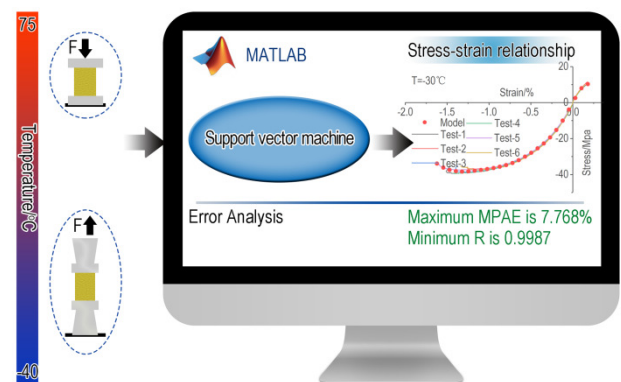 75
Temperature/°C
-40
F
F
MATLAB
Support vector machine
Stress-strain relationship
T=-30℃
20
Strain/%
-2.0
-1.5
-1.0
-0.5
0.0
Model
Test-4
Test-1
Test-5
Test-2
Test-6
Test-3
-20
-40
Stress/Mpa
Error Analysis
Maximum MPAE is 7.768%
Minimum R is 0.9987